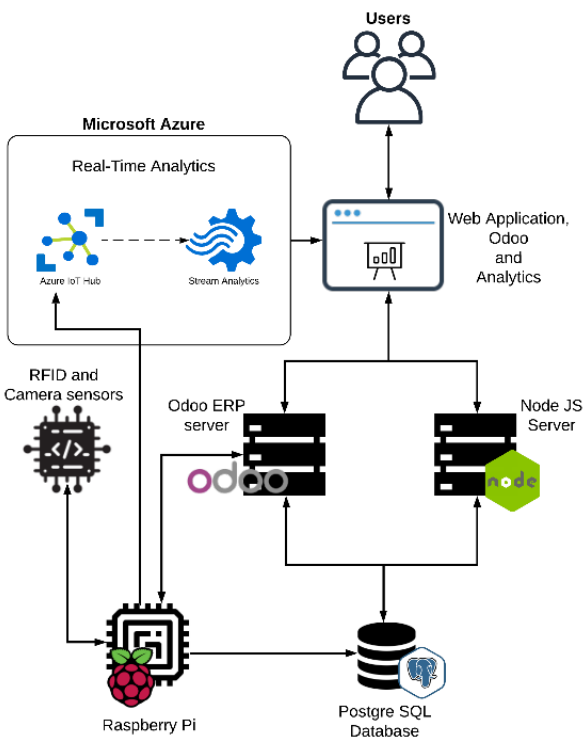 Users
Microsoft Azure
Real-Time Analytics
Azure IoT Hub
Stream Analytics
Web Application,
Odoo
and
Analytics
RFID and
Camera sensors
</>
Odoo ERP
server
odoo
Node JS
Server
node
Raspberry Pi
Postgre SQL
Database